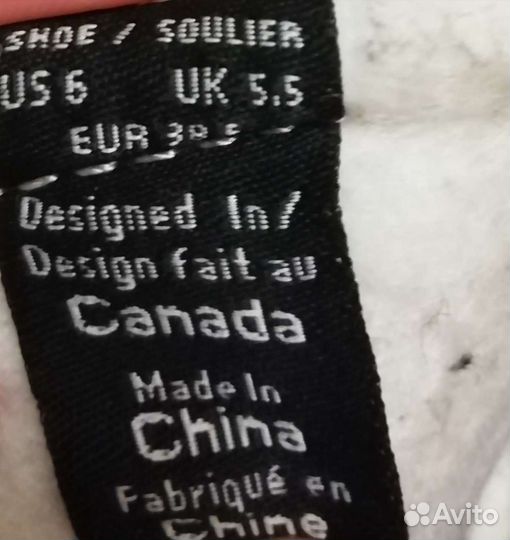 SHOE / SOULIER
US 6 UK 5.5
EUR
Designed In/
Design fait au
Canada
Made In
China
Fabriqué en
Chine
Avito